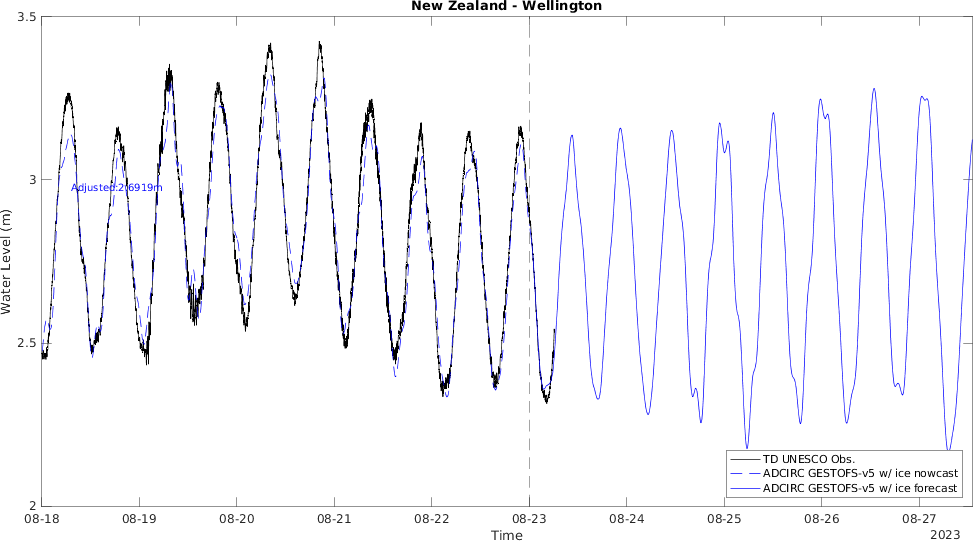 New Zealand - Wellington
3.5
3
2.5
2
Water Level (m)
Adjusted:2.6919m
TD UNESCO Obs.
ADCIRC GESTOFS-v5 w/ ice nowcast
ADCIRC GESTOFS-v5 w/ ice forecast
08-18 08-19 08-20 08-21 08-22 08-23 08-24 08-25 08-26 08-27
Time
2023